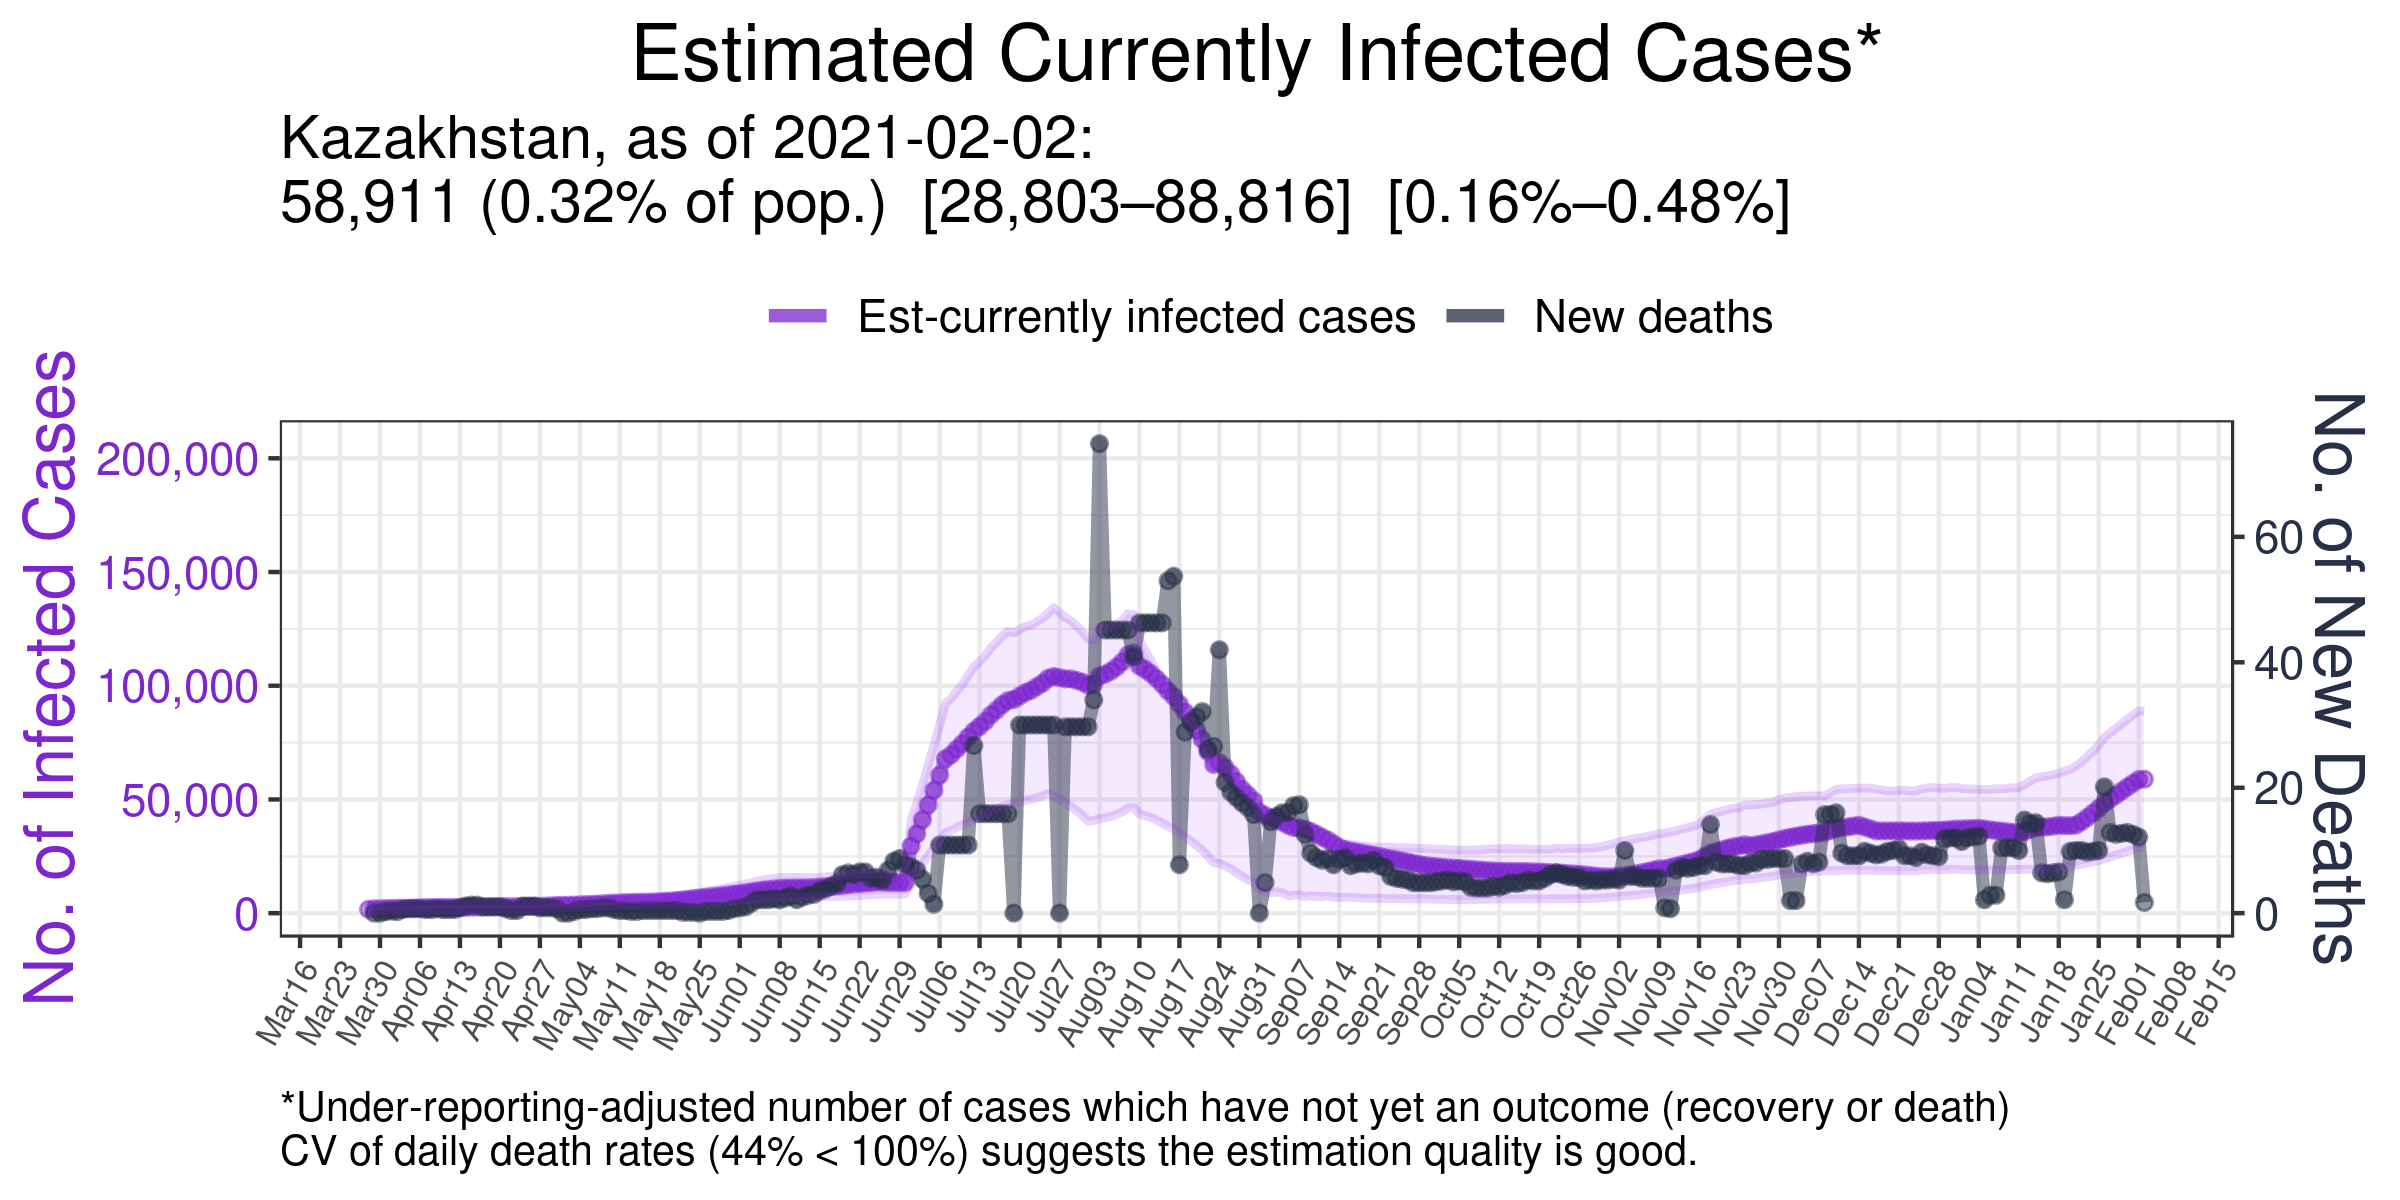 Estimated Currently Infected Cases*
Kazakhstan, as of 2021-02-02:
58,911 (0.32% of pop.)  [28,803–88,816]  [0.16%–0.48%]
Est-currently infected cases
New deaths
No. of Infected Cases
200,000
150,000
100,000
50,000
0
No. of New Deaths
60
40
20
0
Mar16
Mar23
Mar30
Apr06
Apr13
Apr20
Apr27
May04
May11
May18
May25
Jun01
Jun08
Jun15
Jun22
Jun29
Jul06
Jul13
Jul20
Jul27
Aug03
Aug10
Aug17
Aug24
Aug31
Sep07
Sep14
Sep21
Sep28
Oct05
Oct12
Oct19
Oct26
Nov02
Nov09
Nov16
Nov23
Nov30
Dec07
Dec14
Dec21
Dec28
Jan04
Jan11
Jan18
Jan25
Feb01
Feb08
Feb15
*Under-reporting-adjusted number of cases which have not yet an outcome (recovery or death)
CV of daily death rates (44% < 100%) suggests the estimation quality is good.